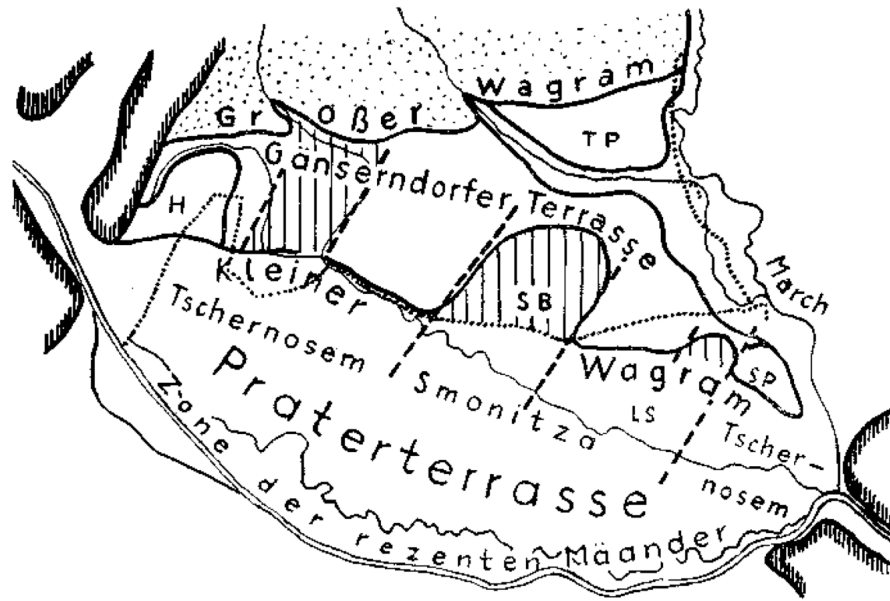 Großer Wagram
TP
Gänserndorfer Terrasse
H
Kleiner Wagram
SB
March
Tschernosem
Smonitza
LS
SP
Tscher-
nosem
Praterterrasse
Zone der rezenten Mäander